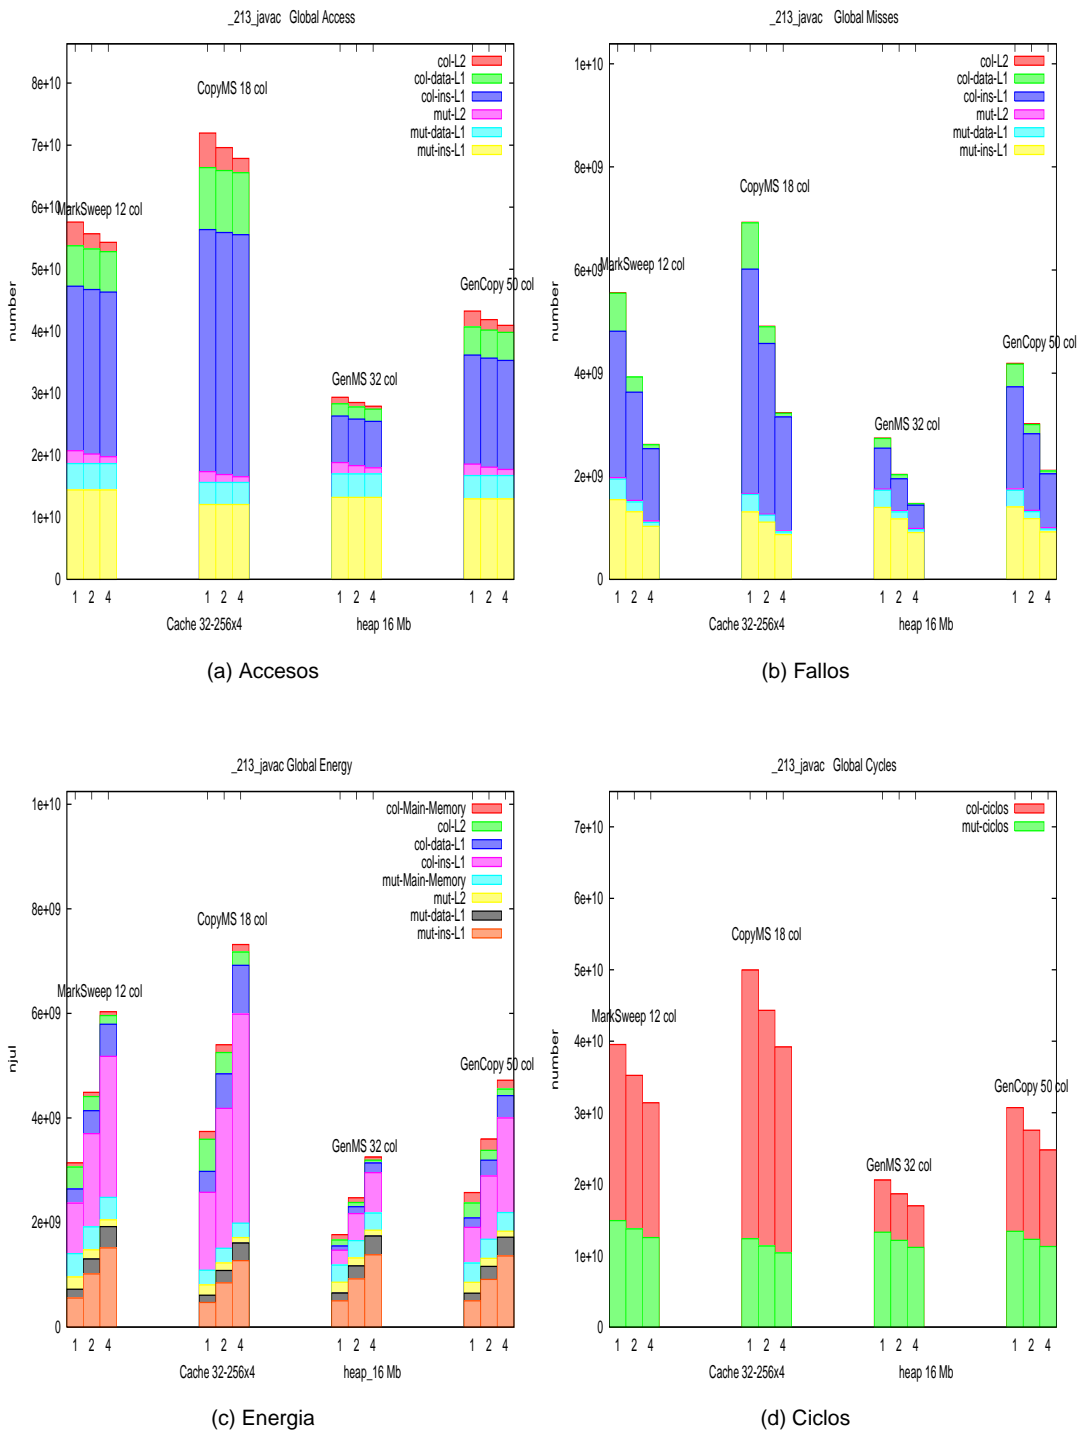 _213_javac Global Access
8e+10
7e+10
6e+10
5e+10
4e+10
3e+10
2e+10
1e+10
0
number
col-L2
col-data-L1
col-ins-L1
mut-L2
mut-data-L1
mut-ins-L1
MarkSweep 12 col
CopyMS 18 col
GenMS 32 col
GenCopy 50 col
1 2 4 1 2 4 1 2 4 1 2 4
Cache 32-256x4 heap 16 Mb
(a) Accesos
_213_javac Global Misses
1e+10
8e+09
6e+09
4e+09
2e+09
0
number
col-L2
col-data-L1
col-ins-L1
mut-L2
mut-data-L1
mut-ins-L1
MarkSweep 12 col
CopyMS 18 col
GenMS 32 col
GenCopy 50 col
1 2 4 1 2 4 1 2 4 1 2 4
Cache 32-256x4 heap 16 Mb
(b) Fallos
_213_javac Global Energy
1e+10
8e+09
6e+09
4e+09
2e+09
0
njul
col-Main-Memory
col-L2
col-data-L1
col-ins-L1
mut-Main-Memory
mut-L2
mut-data-L1
mut-ins-L1
MarkSweep 12 col
CopyMS 18 col
GenMS 32 col
GenCopy 50 col
1 2 4 1 2 4 1 2 4 1 2 4
Cache 32-256x4 heap_16 Mb
(c) Energia
_213_javac Global Cycles
7e+10
6e+10
5e+10
4e+10
3e+10
2e+10
1e+10
0
number
col-ciclos
mut-ciclos
MarkSweep 12 col
CopyMS 18 col
GenMS 32 col
GenCopy 50 col
1 2 4 1 2 4 1 2 4 1 2 4
Cache 32-256x4 heap 16 Mb
(d) Ciclos